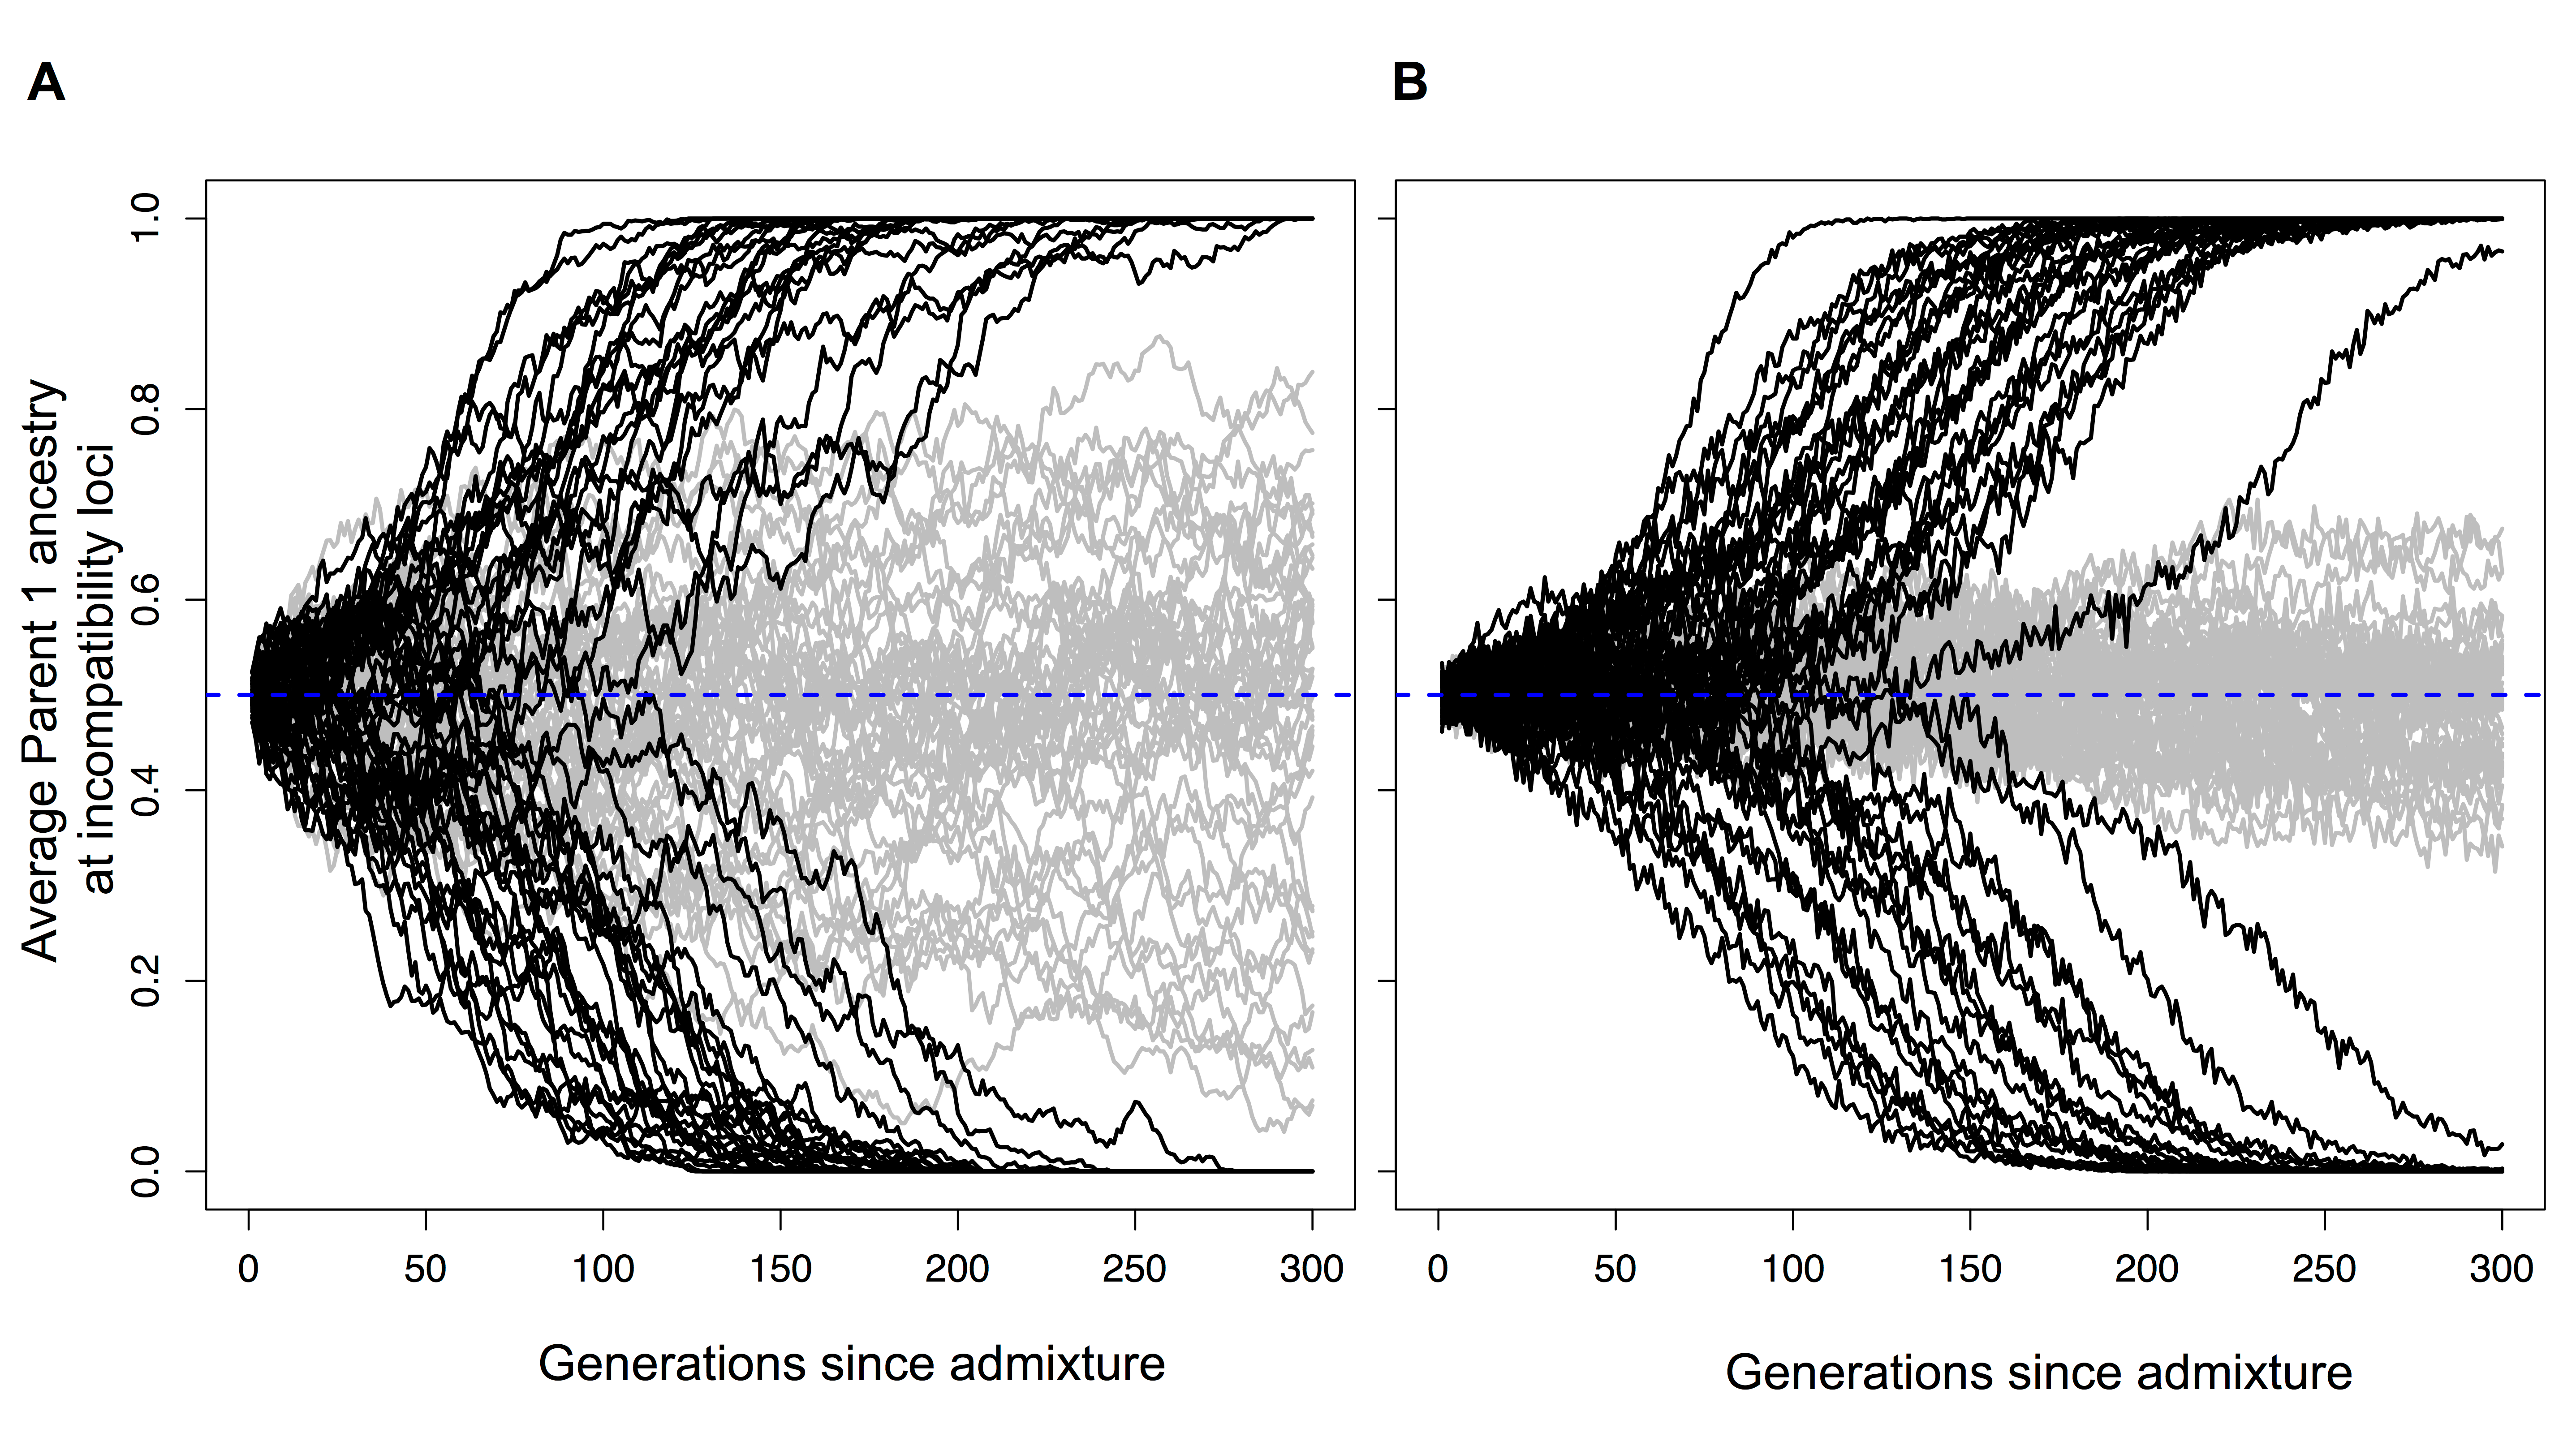 A
B
Average Parent 1 ancestry
at incompatibility loci
1.0
0.8
0.6
0.4
0.2
0.0
0 50 100 150 200 250 300
0 50 100 150 200 250 300
Generations since admixture
Generations since admixture